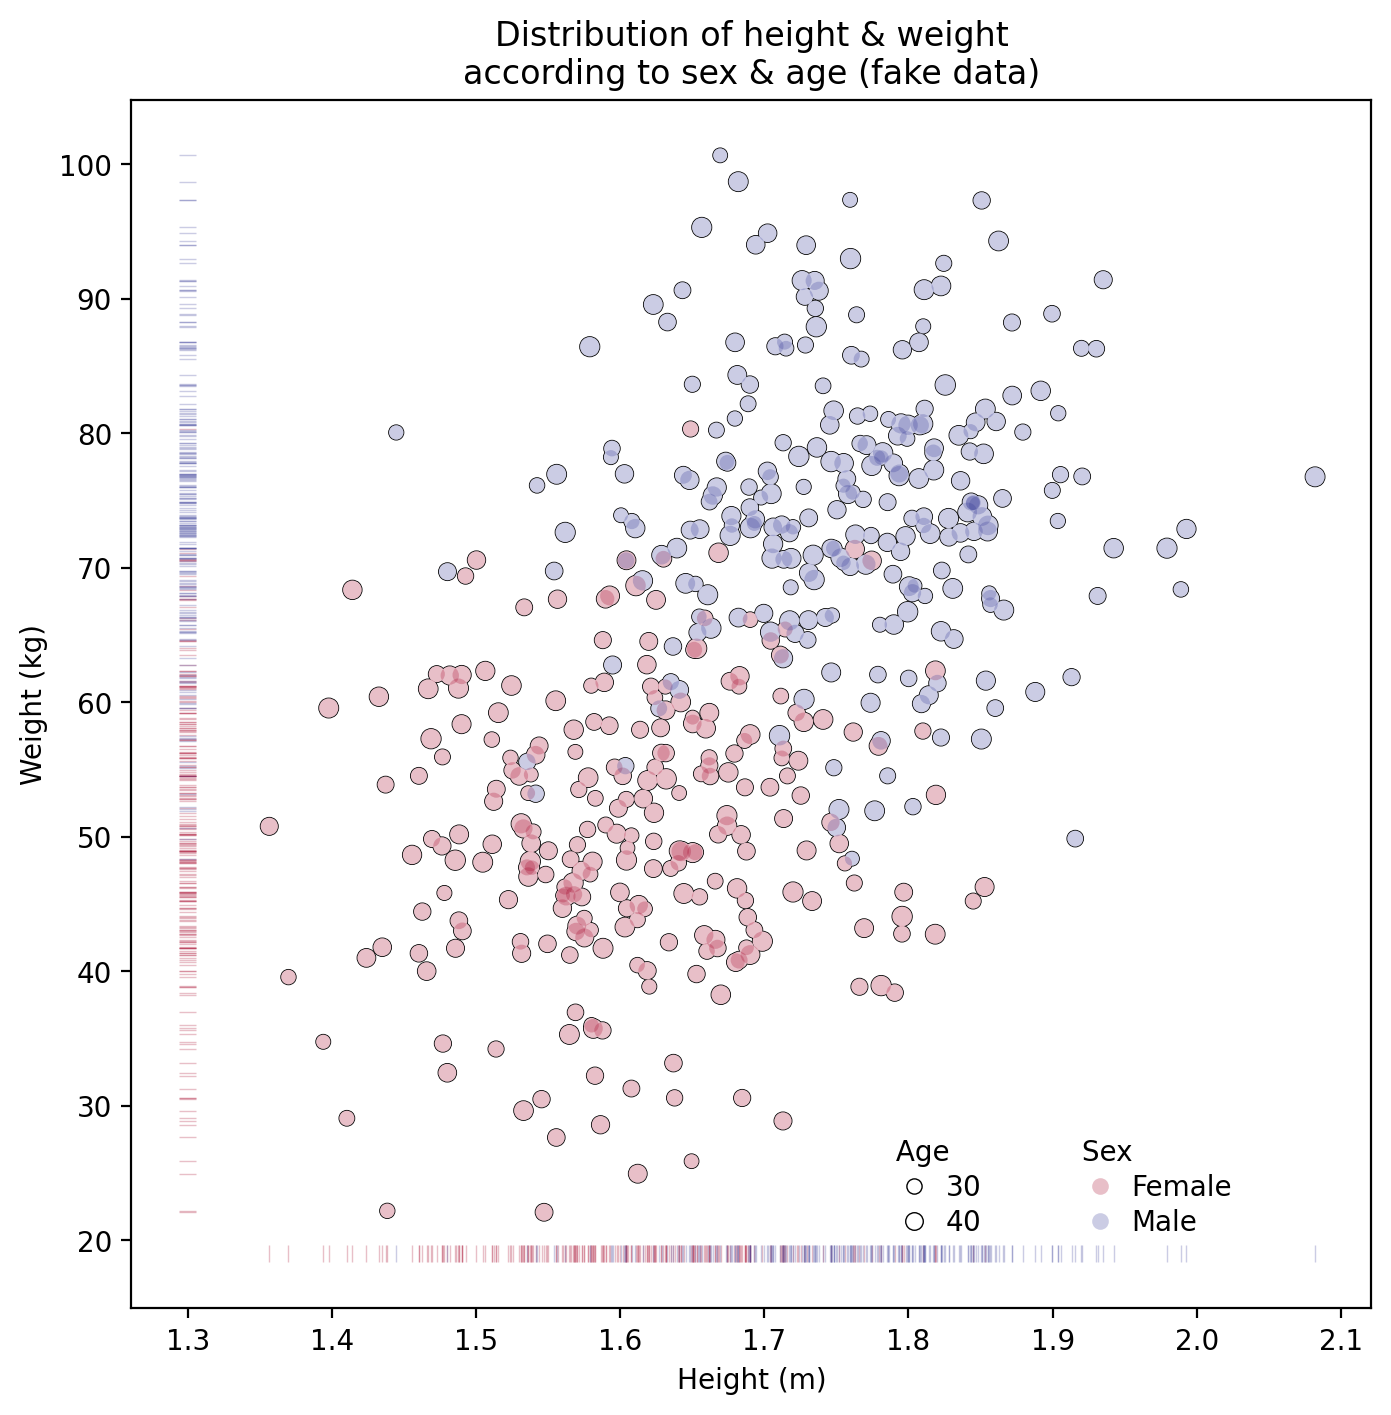 Distribution of height & weight
according to sex & age (fake data)
100
90
80
70
60
50
40
30
20
Weight (kg)
Age
30
40
Sex
Female
Male
1.3 1.4 1.5 1.6 1.7 1.8 1.9 2.0 2.1
Height (m)